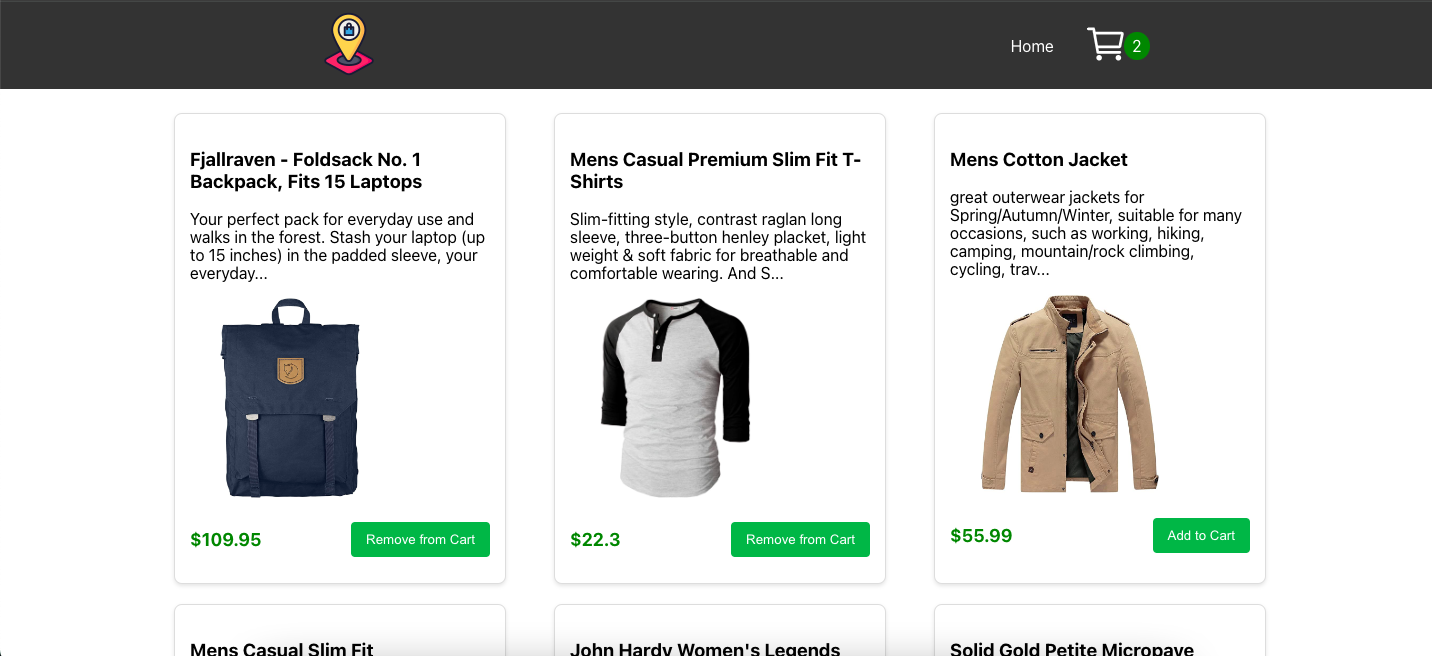 Home
2
Fjallraven - Foldsack No. 1
Backpack, Fits 15 Laptops
Your perfect pack for everyday use and
walks in the forest. Stash your laptop (up
to 15 inches) in the padded sleeve, your
everyday...
$109.95
Remove from Cart
Mens Casual Premium Slim Fit T-
Shirts
Slim-fitting style, contrast raglan long
sleeve, three-button henley placket, light
weight & soft fabric for breathable and
comfortable wearing. And S...
$22.3
Remove from Cart
Mens Cotton Jacket
great outerwear jackets for
Spring/Autumn/Winter, suitable for many
occasions, such as working, hiking,
camping, mountain/rock climbing,
cycling, trav...
$55.99
Add to Cart
Mens Casual Slim Fit
John Hardy Women's Legends
Solid Gold Petite Micropave